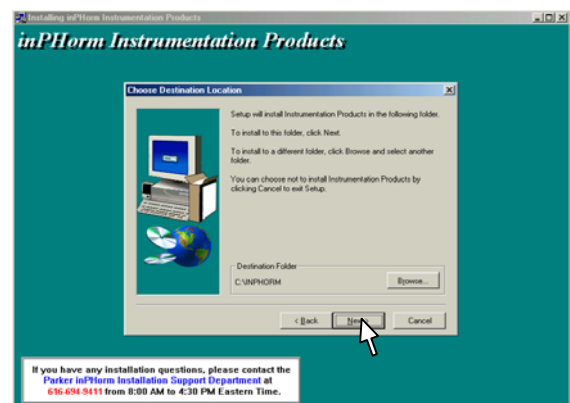 Installing inPHorm Instrumentation Products
inPHorm Instrumentation Products
Choose Destination Location
Setup will install Instrumentation Products in the following folder.
To install to this folder, click Next.
To install to a different folder, click Browse and select another
folder.
You can choose not to install Instrumentation Products by
clicking Cancel to exit Setup.
Destination Folder
C:\INPHORM
Browse...
< Back
Next >
Cancel
If you have any installation questions, please contact the
Parker inPHorm Installation Support Department at
616-694-9411 from 8:00 AM to 4:30 PM Eastern Time.